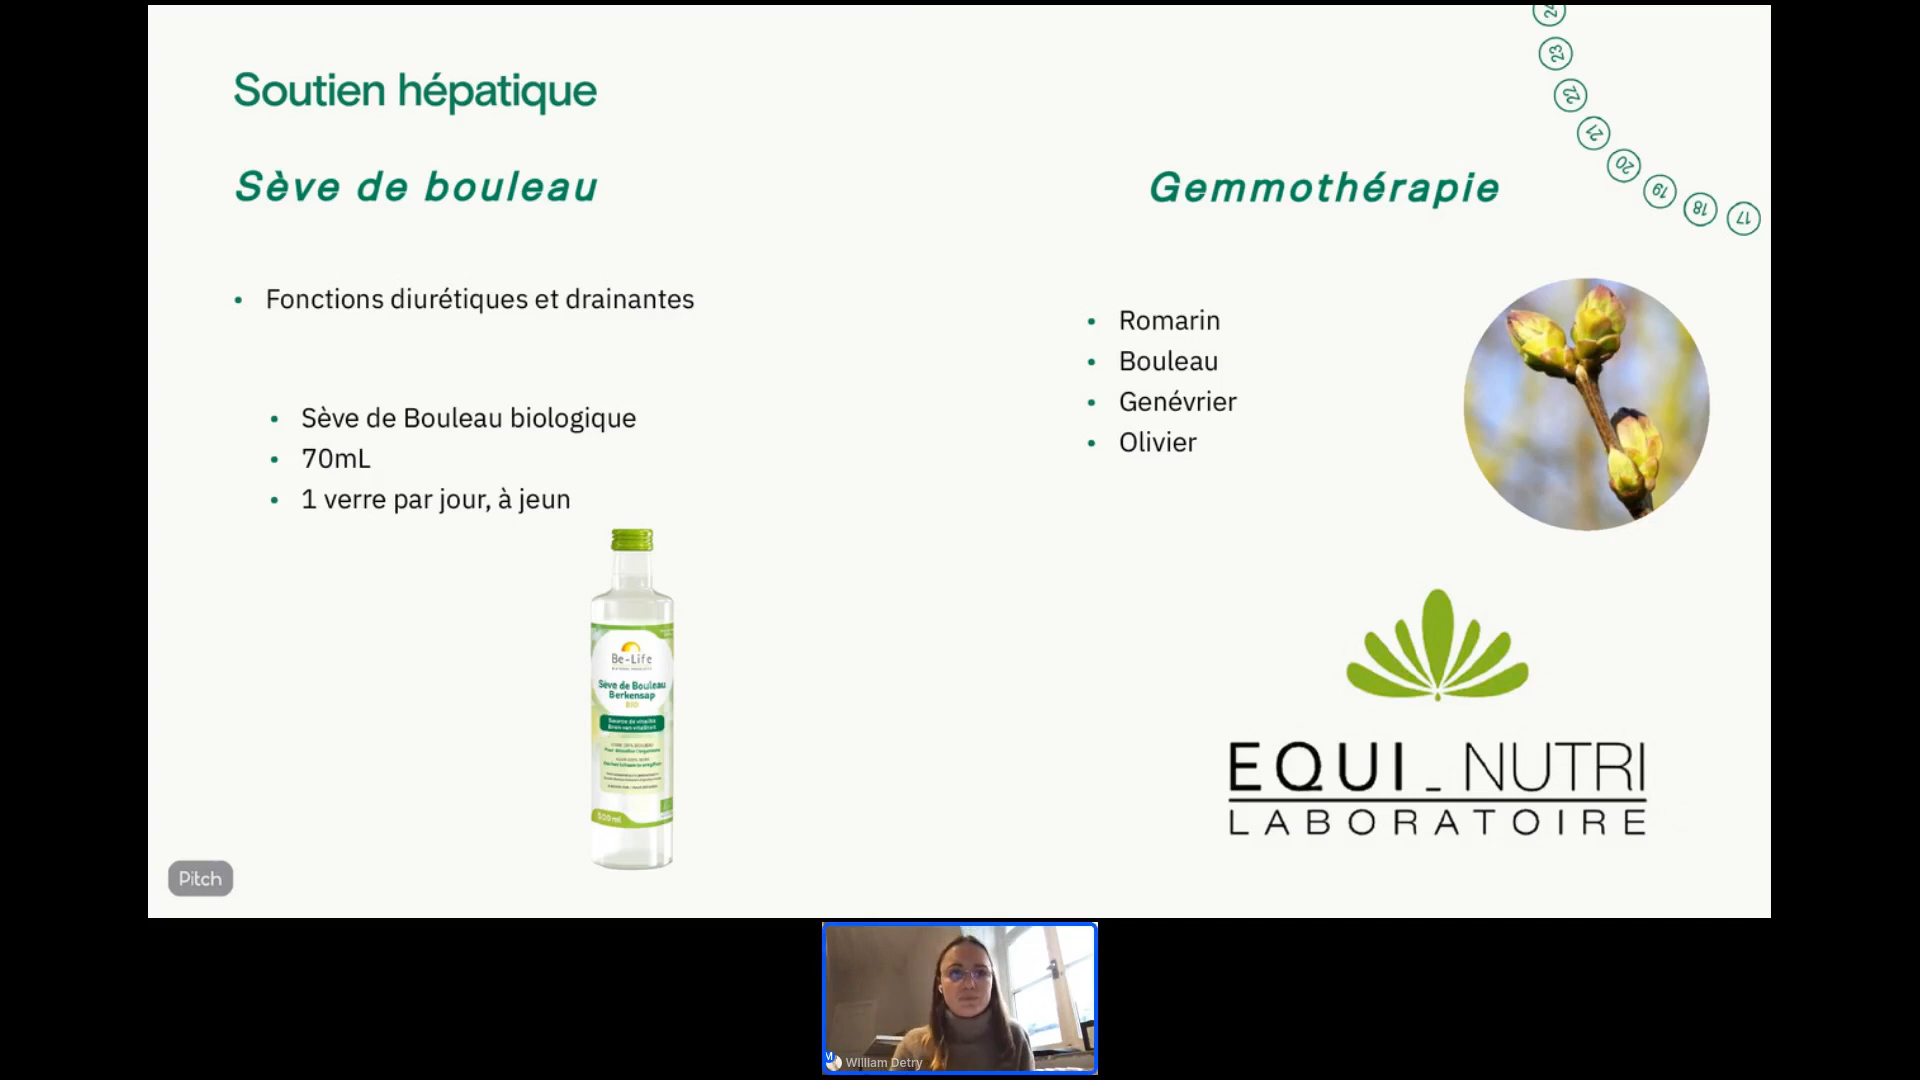 Soutien hépatique
Sève de bouleau
Fonctions diurétiques et drainantes
Sève de Bouleau biologique
70mL
1 verre par jour, à jeun
Be-Life
Sève de Bouleau
Berkensap
BIO
500 ml
Gemmothérapie
Romarin
Bouleau
Genévrier
Olivier
EQUI_NUTRI
LABORATOIRE
24
23
22
21
20
19
18
17
Pitch
William Detry